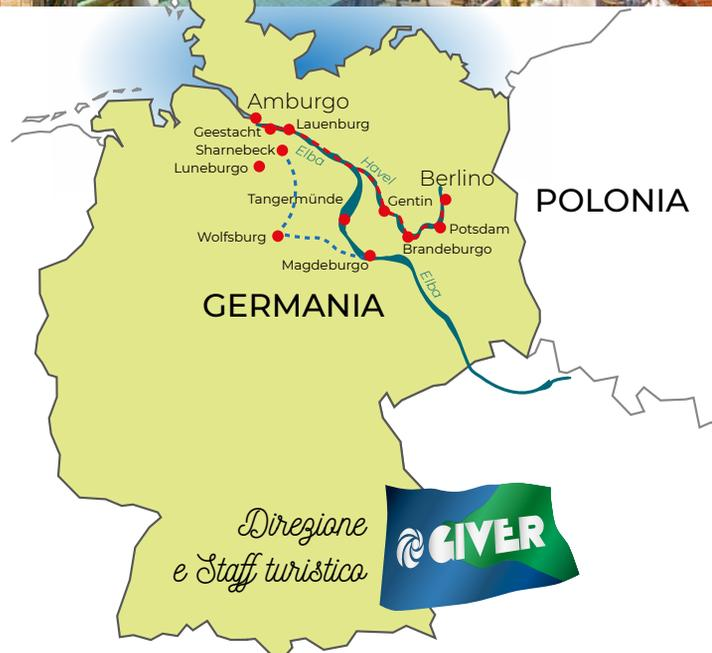 Amburgo
Lauenburg
Geestacht
Sharnebeck
Elba
Luneburgo
Havel
Berlino
Tangermünde
Gentin
POLONIA
Potsdam
Wolfsburg
Brandeburgo
Magdeburgo
Elba
GERMANIA
Direzione
e Staff turistico
GIVER